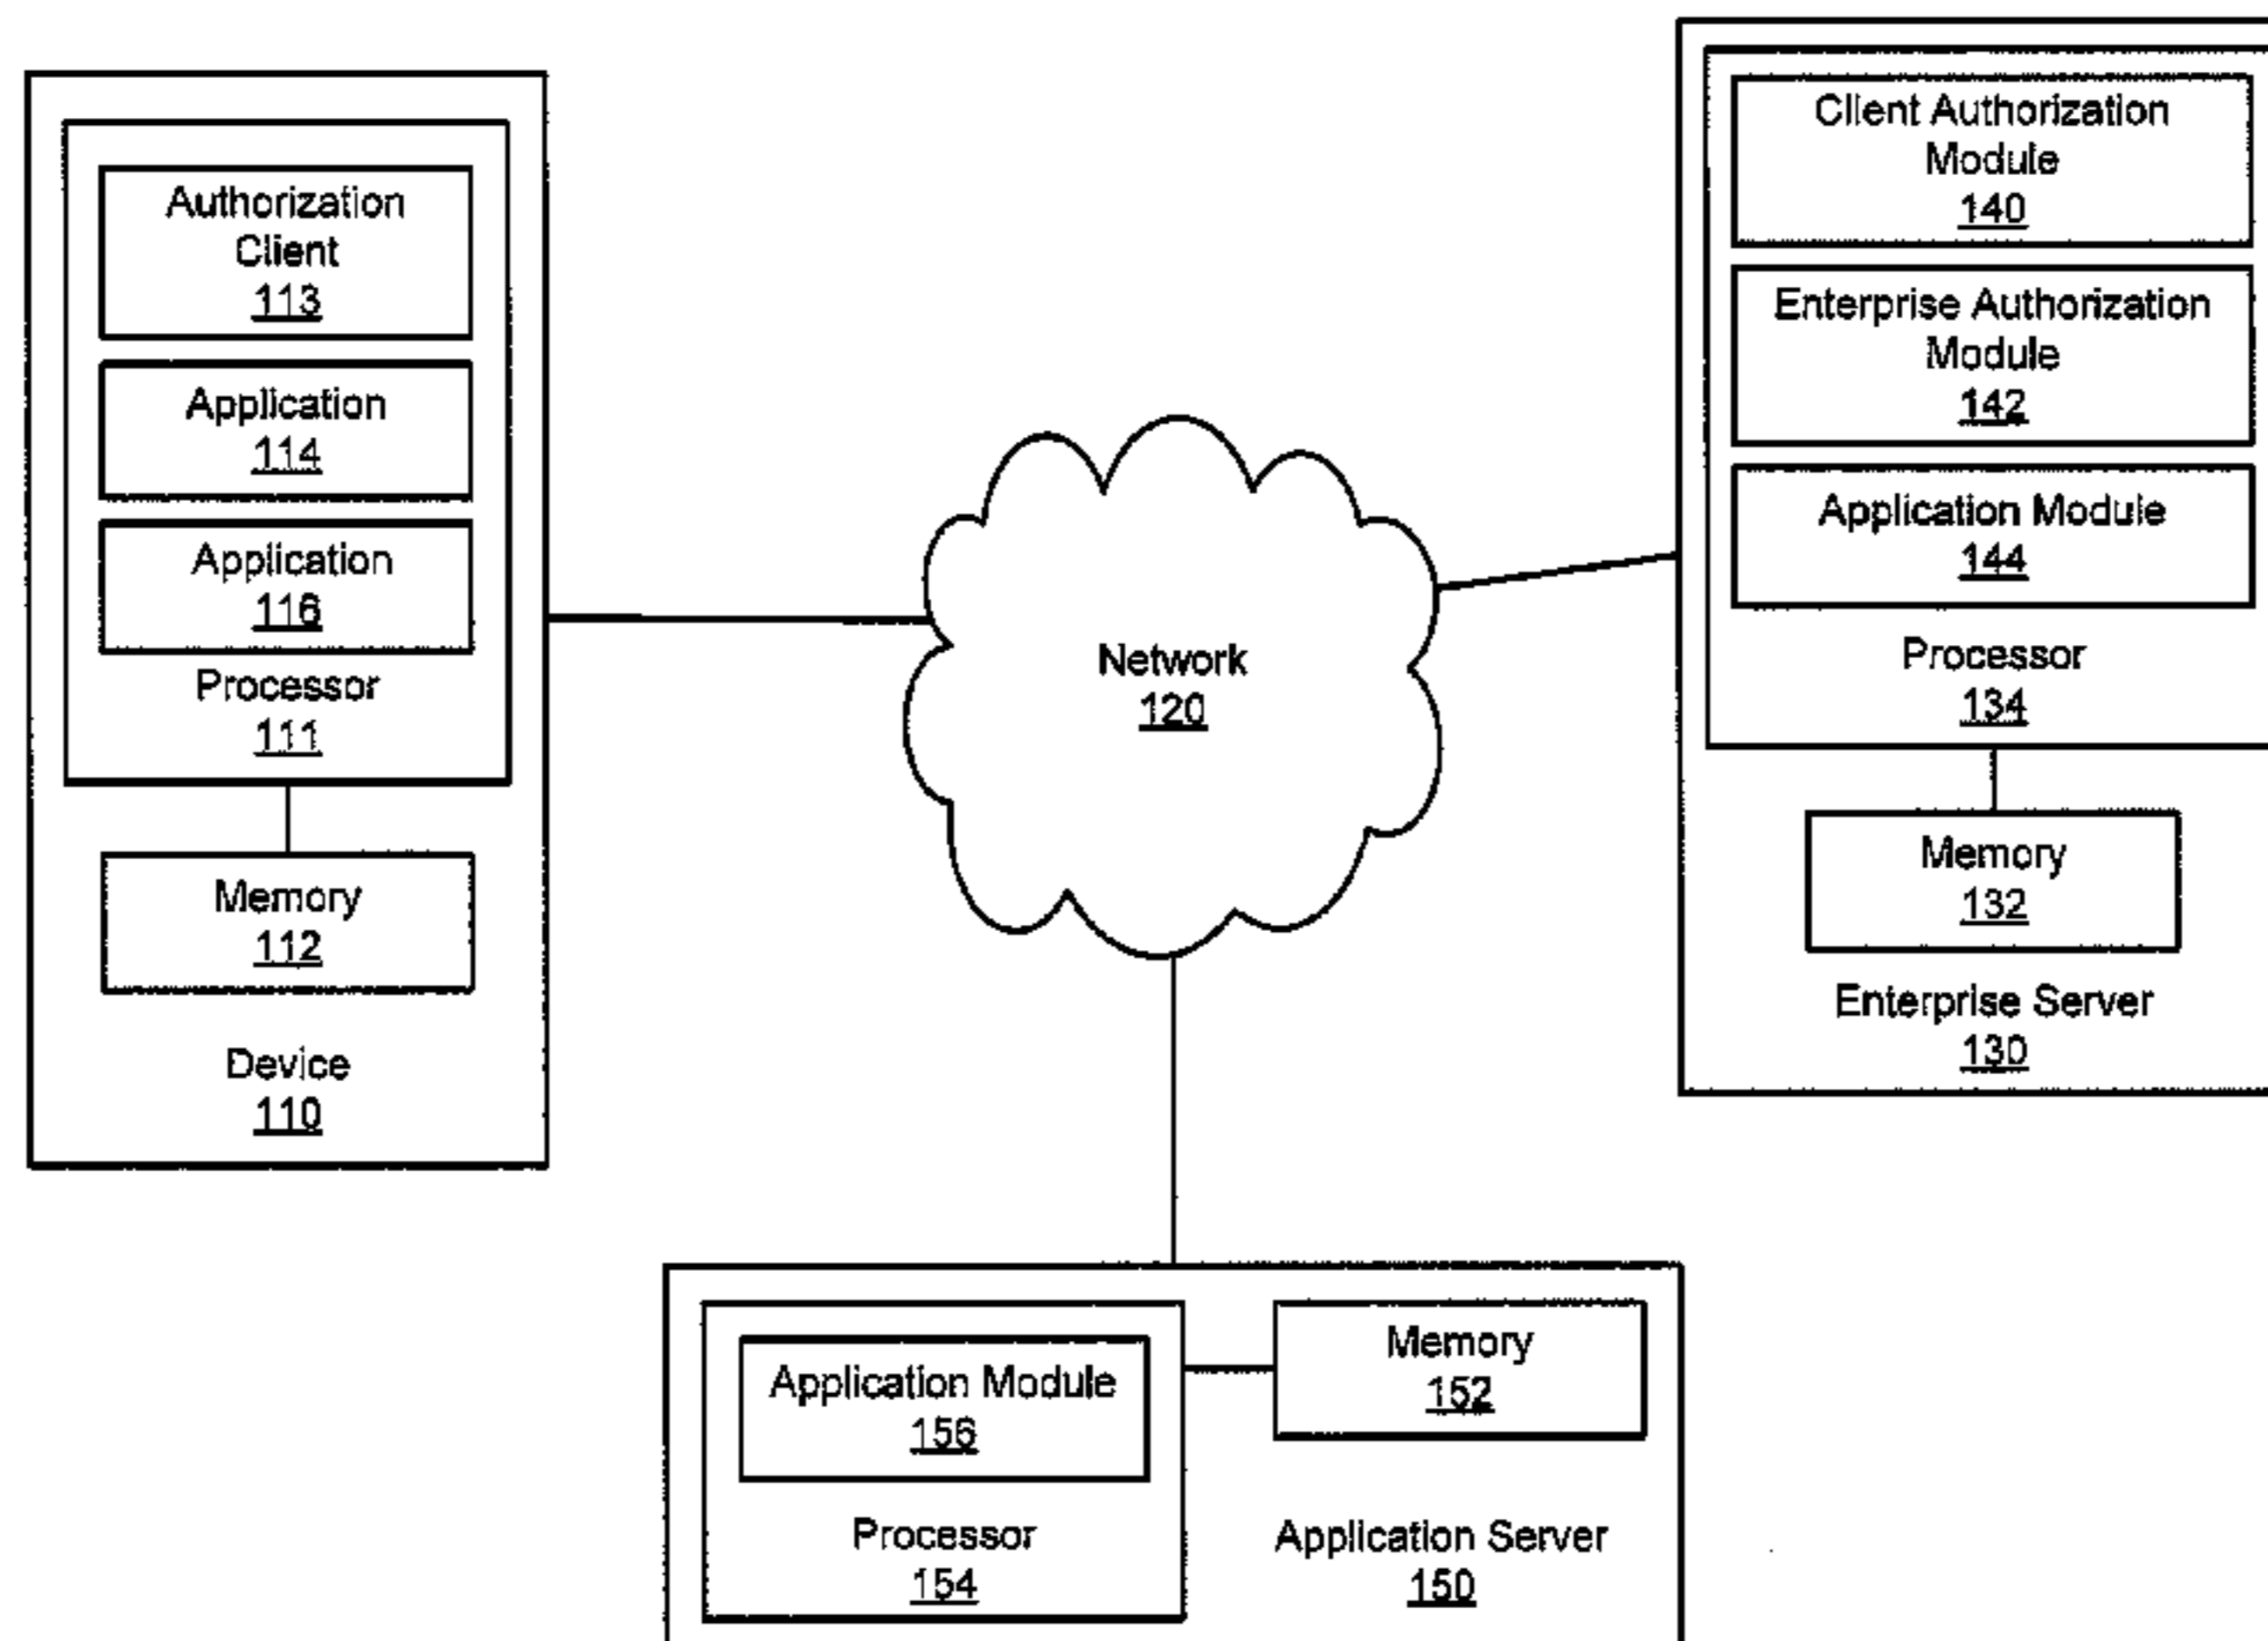 Authorization
Client
113
Application
114
Application
116
Processor
111
Memory
112
Device
110
Network
120
Client Authorization
Module
140
Enterprise Authorization
Module
142
Application Module
144
Processor
134
Memory
132
Enterprise Server
130
Application Module
156
Processor
154
Memory
152
Application Server
150